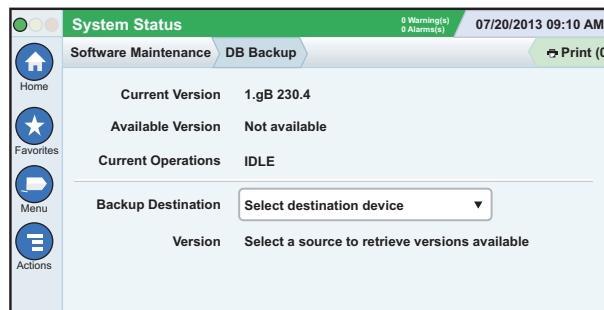 System Status
0 Warning(s)
0 Alarms(s)
07/20/2013 09:10 AM
Software Maintenance
DB Backup
Print (0
Home
Favorites
Menu
Actions
Current Version 1.gB 230.4
Available Version Not available
Current Operations IDLE
Backup Destination Select destination device
Version Select a source to retrieve versions available